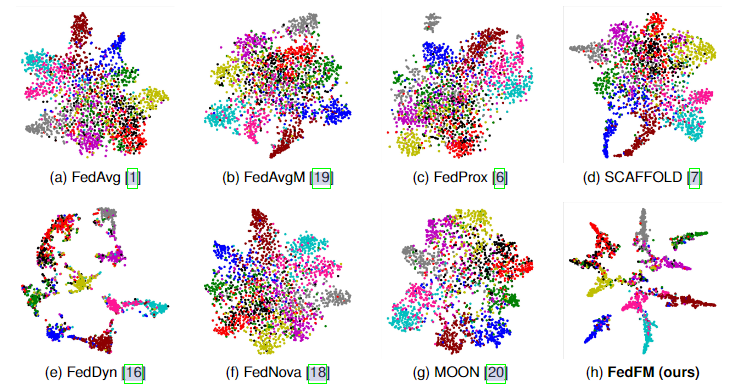 (a) FedAvg [1]
(b) FedAvgM [19]
(c) FedProx [6]
(d) SCAFFOLD [7]
(e) FedDyn [16]
(f) FedNova [18]
(g) MOON [20]
(h) FedFM (ours)